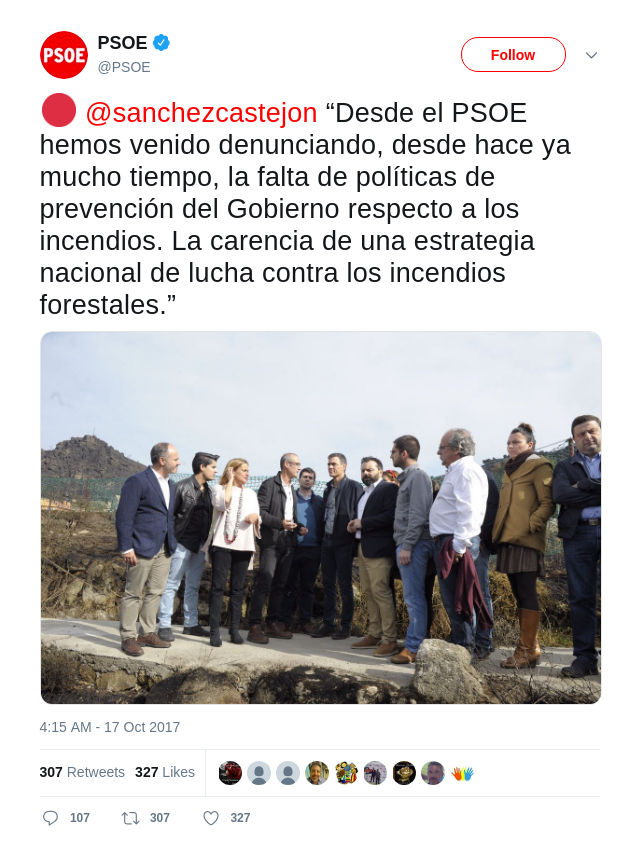 PSOE
PSOE
@PSOE
Follow
@sanchezcastejon “Desde el PSOE
hemos venido denunciando, desde hace ya
mucho tiempo, la falta de políticas de
prevención del Gobierno respecto a los
incendios. La carencia de una estrategia
nacional de lucha contra los incendios
forestales.”
4:15 AM - 17 Oct 2017
307 Retweets 327 Likes
107 307 327